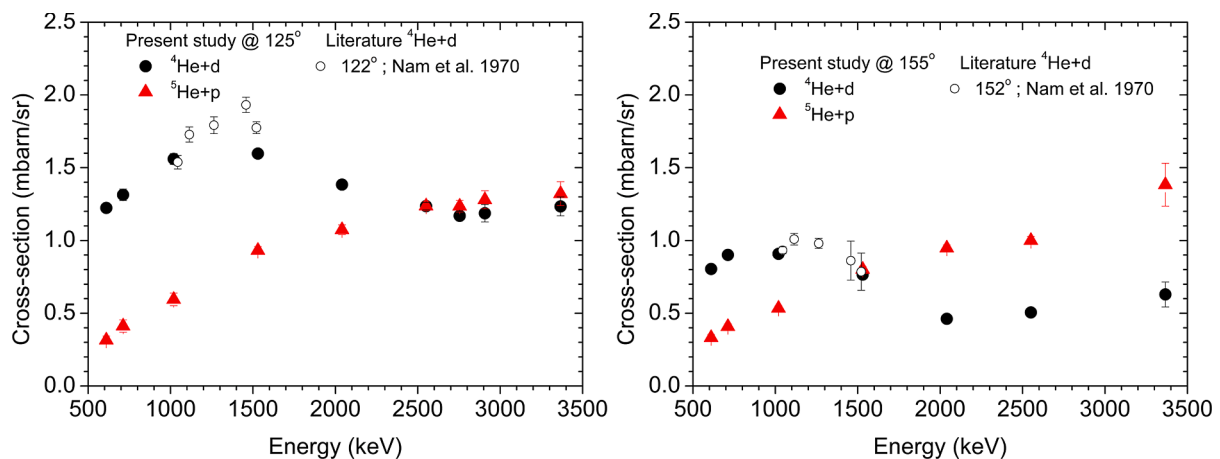 Present study @ 125° Literature ⁴He+d
⁴He+d 122° ; Nam et al. 1970
⁵He+p
2.5
2.0
1.5
1.0
0.5
0.0
Cross-section (mbarn/sr)
500 1000 1500 2000 2500 3000 3500
Energy (keV)
Present study @ 155° Literature ⁴He+d
⁴He+d 152° ; Nam et al. 1970
⁵He+p
2.5
2.0
1.5
1.0
0.5
0.0
Cross-section (mbarn/sr)
500 1000 1500 2000 2500 3000 3500
Energy (keV)